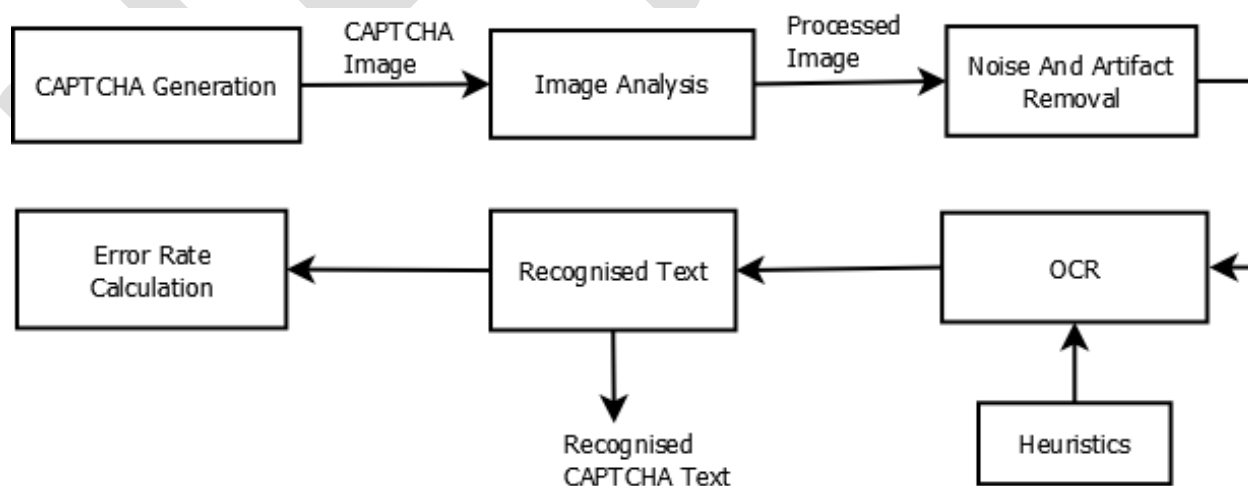 CAPTCHA Generation
CAPTCHA
Image
Image Analysis
Processed
Image
Noise And Artifact
Removal
Error Rate
Calculation
Recognised Text
OCR
Recognised
CAPTCHA Text
Heuristics